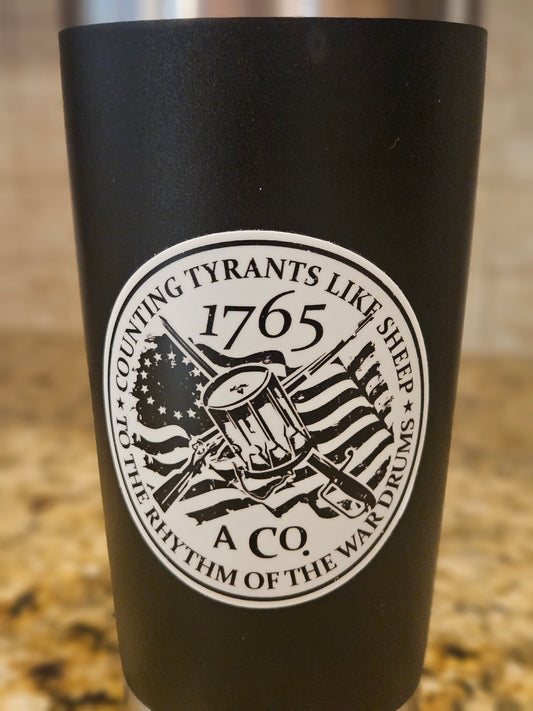 ★ COUNTING TYRANTS LIKE SHEEP ★
1765
A CO.
TO THE RHYTHM OF THE WAR DRUMS